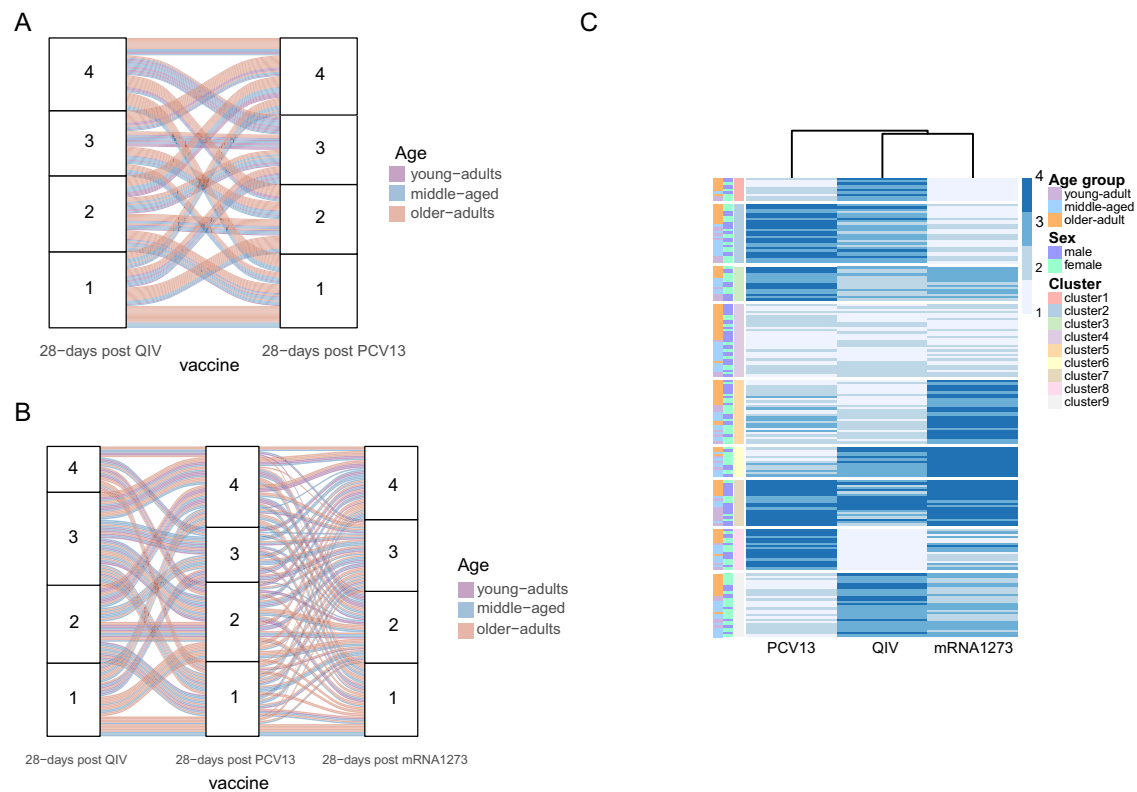 A
4
3
2
1
4
3
2
1
28−days post QIV
28−days post PCV13
vaccine
Age
young−adults
middle−aged
older−adults
B
4
3
2
1
4
3
2
1
4
3
2
1
28−days post QIV
28−days post PCV13
28−days post mRNA1273
vaccine
Age
young−adults
middle−aged
older−adults
C
PCV13
QIV
mRNA1273
4
3
2
1
Age group
young−adult
middle−aged
older−adult
Sex
male
female
Cluster
cluster1
cluster2
cluster3
cluster4
cluster5
cluster6
cluster7
cluster8
cluster9